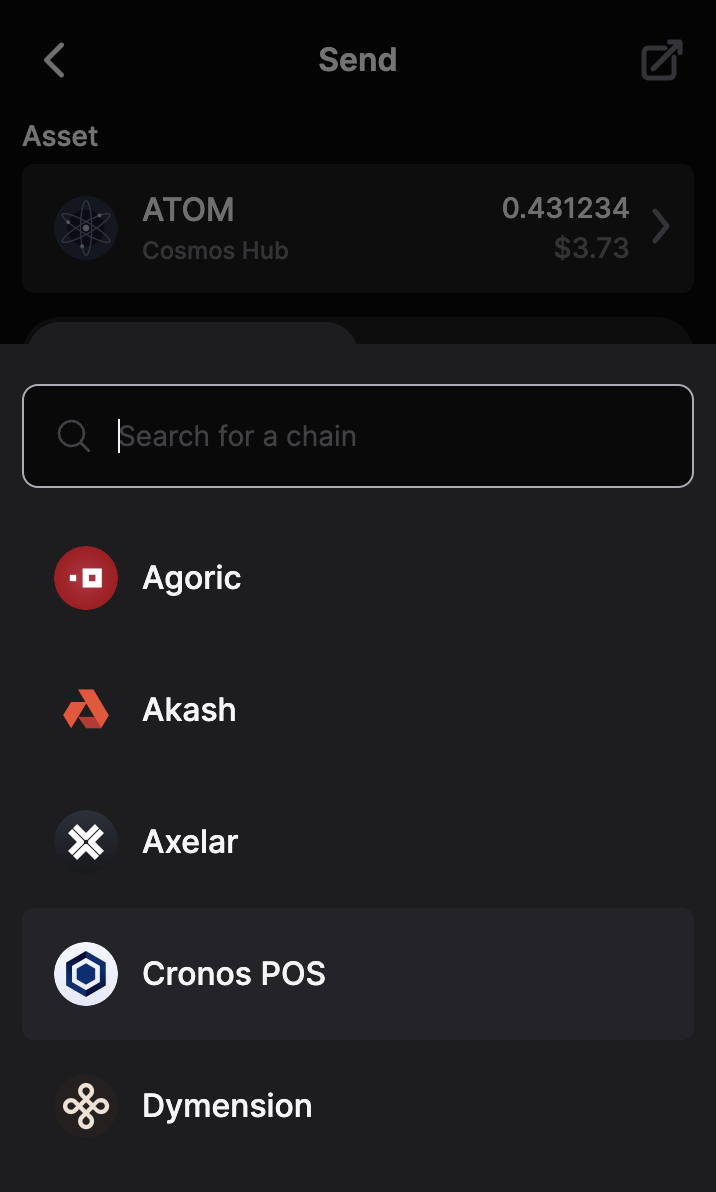 Send
Asset
ATOM 0.431234
Cosmos Hub $3.73
Search for a chain
Agoric
Akash
Axelar
Cronos POS
Dymension